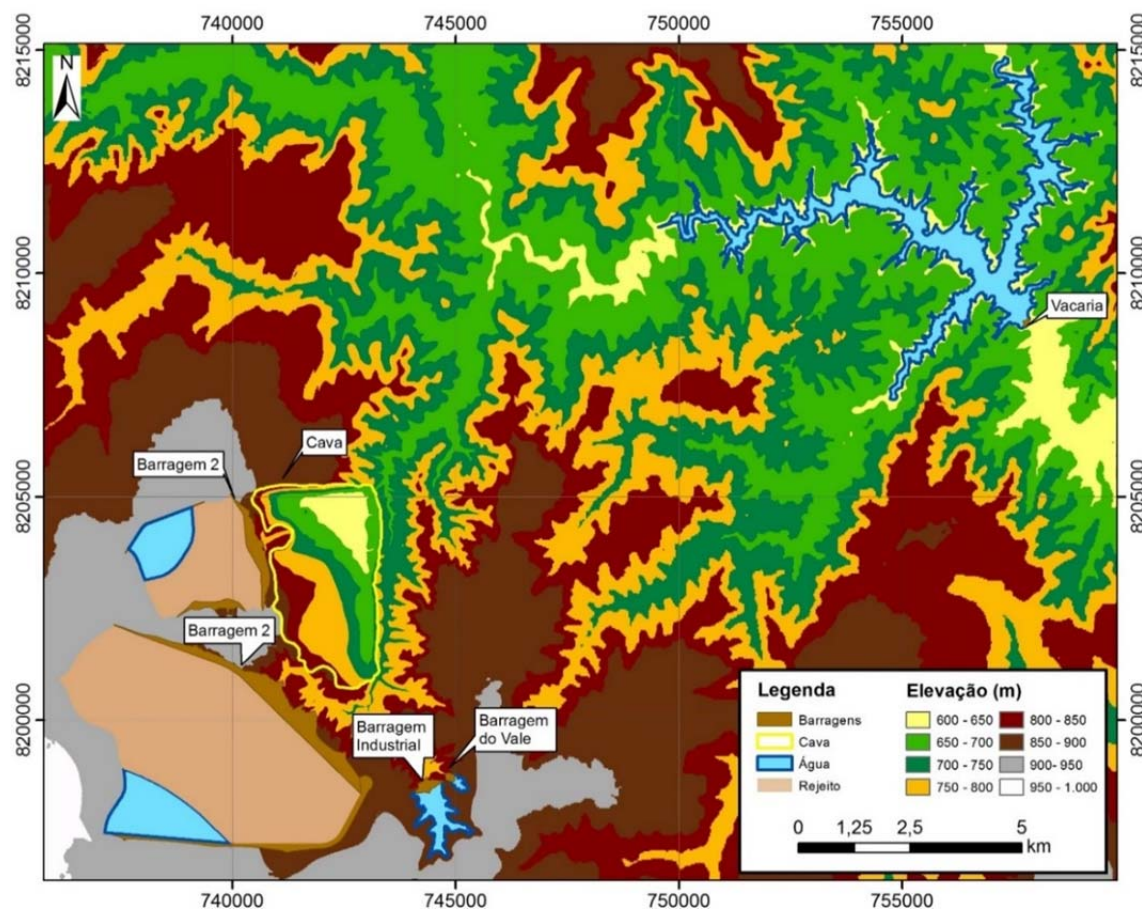 740000 745000 750000 755000
8215000 8215000
N
8210000 8210000
Vacaria
Cava
Barragem 2
8205000 8205000
Barragem 2
Barragem
Industrial
Barragem
do Vale
8200000 8200000
Legenda
Barragens
Cava
Água
Rejeito
Elevação (m)
600 - 650
650 - 700
700 - 750
750 - 800
800 - 850
850 - 900
900- 950
950 - 1.000
0 1,25 2,5 5
km
740000 745000 750000 755000